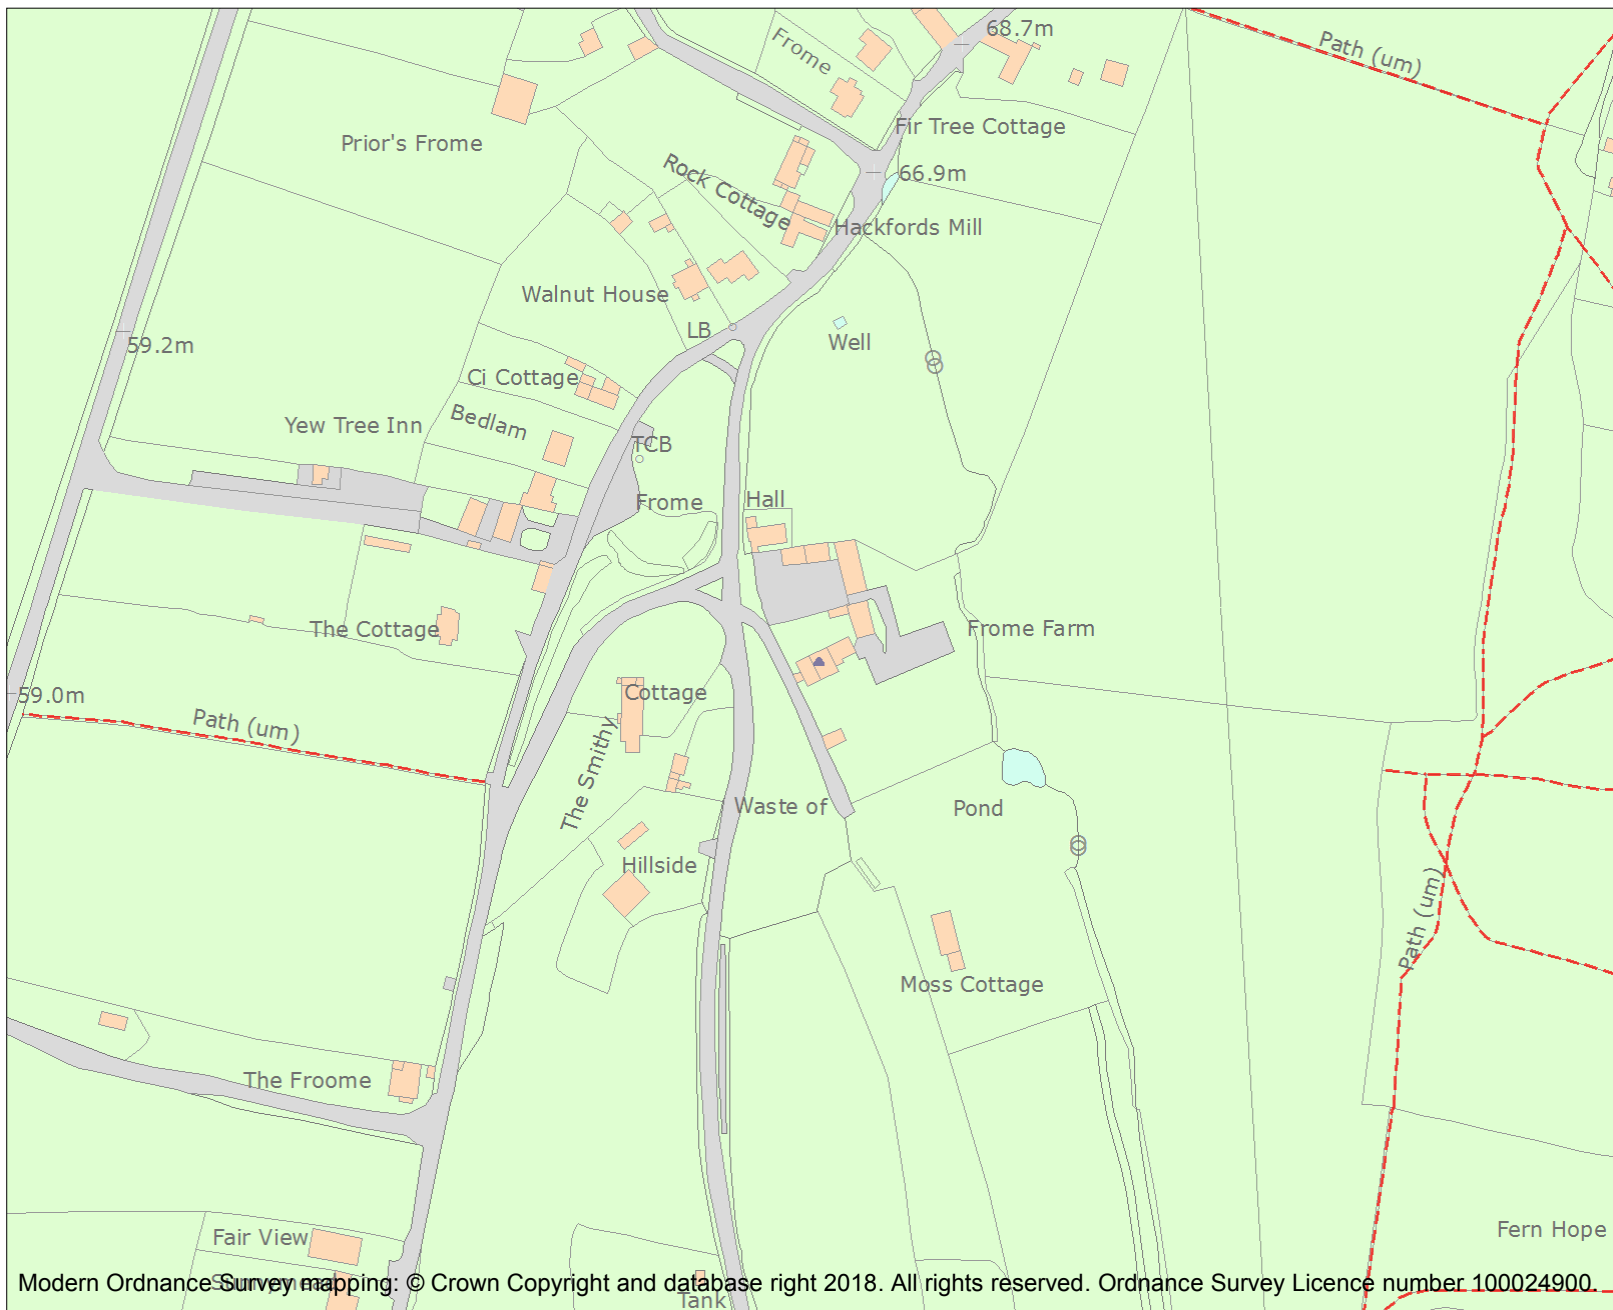 68.7m
Path (um)
Frome
Fir Tree Cottage
Prior's Frome
Rock Cottage
66.9m
Hackfords Mill
Walnut House
LB
59.2m
Well
Ci Cottage
Bedlam
Yew Tree Inn
TCB
Frome
Hall
The Cottage
Frome Farm
59.0m
Cottage
Path (um)
The Smithy
Waste of
Pond
Hillside
Path (um)
Moss Cottage
The Froome
Fair View
Fern Hope
Sunnymead
Modern Ordnance Survey mapping: © Crown Copyright and database right 2018. All rights reserved. Ordnance Survey Licence number 100024900.
Tank